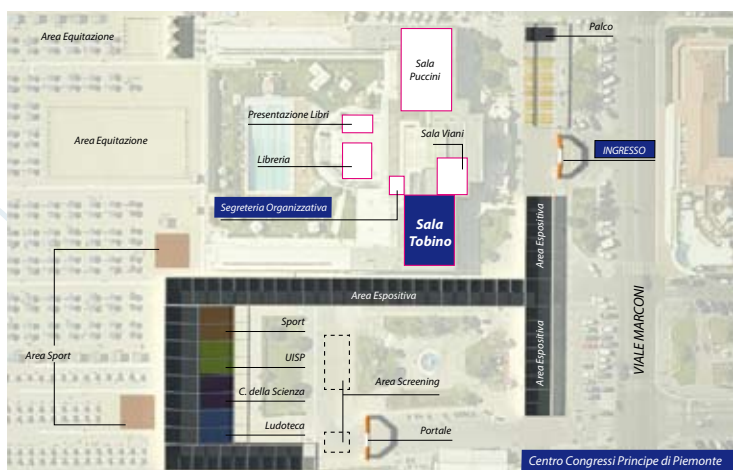 Area Equitazione
Palco
Sala
Puccini
Presentazione Libri
Sala Viani
Area Equitazione
INGRESSO
Libreria
Segreteria Organizzativa
Sala
Tobino
Area Espositiva
Area Espositiva
Sport
Area Espositiva
VIALE MARCONI
Area Sport
UISP
Area Screening
C. della Scienza
Ludoteca
Portale
Centro Congressi Principe di Piemonte